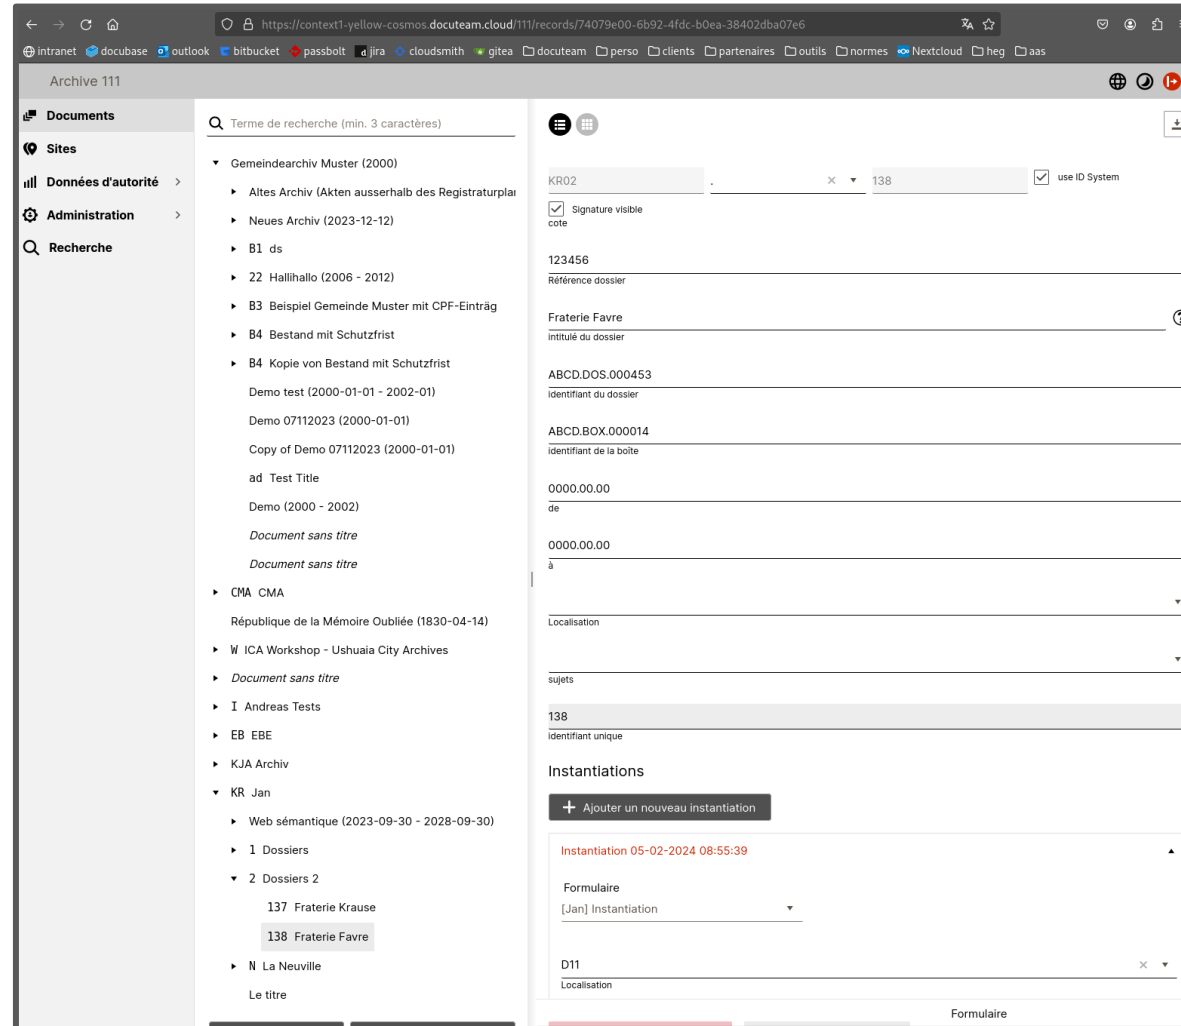 https://context1-yellow-cosmos.docuteam.cloud/111/records/74079e00-6b92-4fdc-b0ea-38402dba07e6
intranet docubase outlook bitbucket passbolt jira cloudsmith gitea docuteam perso clients partenaires outils normes Nextcloud heg aas
Archive 111
Documents
Sites
Données d'autorité
Administration
Recherche
Terme de recherche (min. 3 caractères)
Gemeindearchiv Muster (2000)
Altes Archiv (Akten ausserhalb des Registraturplan
Neues Archiv (2023-12-12)
B1 ds
22 Hallihallo (2006 - 2012)
B3 Beispiel Gemeinde Muster mit CPF-Einträg
B4 Bestand mit Schutzfrist
B4 Kopie von Bestand mit Schutzfrist
Demo test (2000-01-01 - 2002-01)
Demo 07112023 (2000-01-01)
Copy of Demo 07112023 (2000-01-01)
ad Test Title
Demo (2000 - 2002)
Document sans titre
Document sans titre
CMA CMA
République de la Mémoire Oubliée (1830-04-14)
W ICA Workshop - Ushuaia City Archives
Document sans titre
I Andreas Tests
EB EBE
KJA Archiv
KR Jan
Web sémantique (2023-09-30 - 2028-09-30)
1 Dossiers
2 Dossiers 2
137 Fraterie Krause
138 Fraterie Favre
N La Neuville
Le titre
KR02 . 138 use ID System
Signature visible
cote
123456
Référence dossier
Fraterie Favre
intitulé du dossier
ABCD.DOS.000453
identifiant du dossier
ABCD.BOX.000014
identifiant de la boîte
0000.00.00
de
0000.00.00
à
Localisation
sujets
138
identifiant unique
Instantiations
Ajouter un nouveau instantiation
Instantiation 05-02-2024 08:55:39
Formulaire
[Jan] Instantiation
D11
Localisation
Formulaire